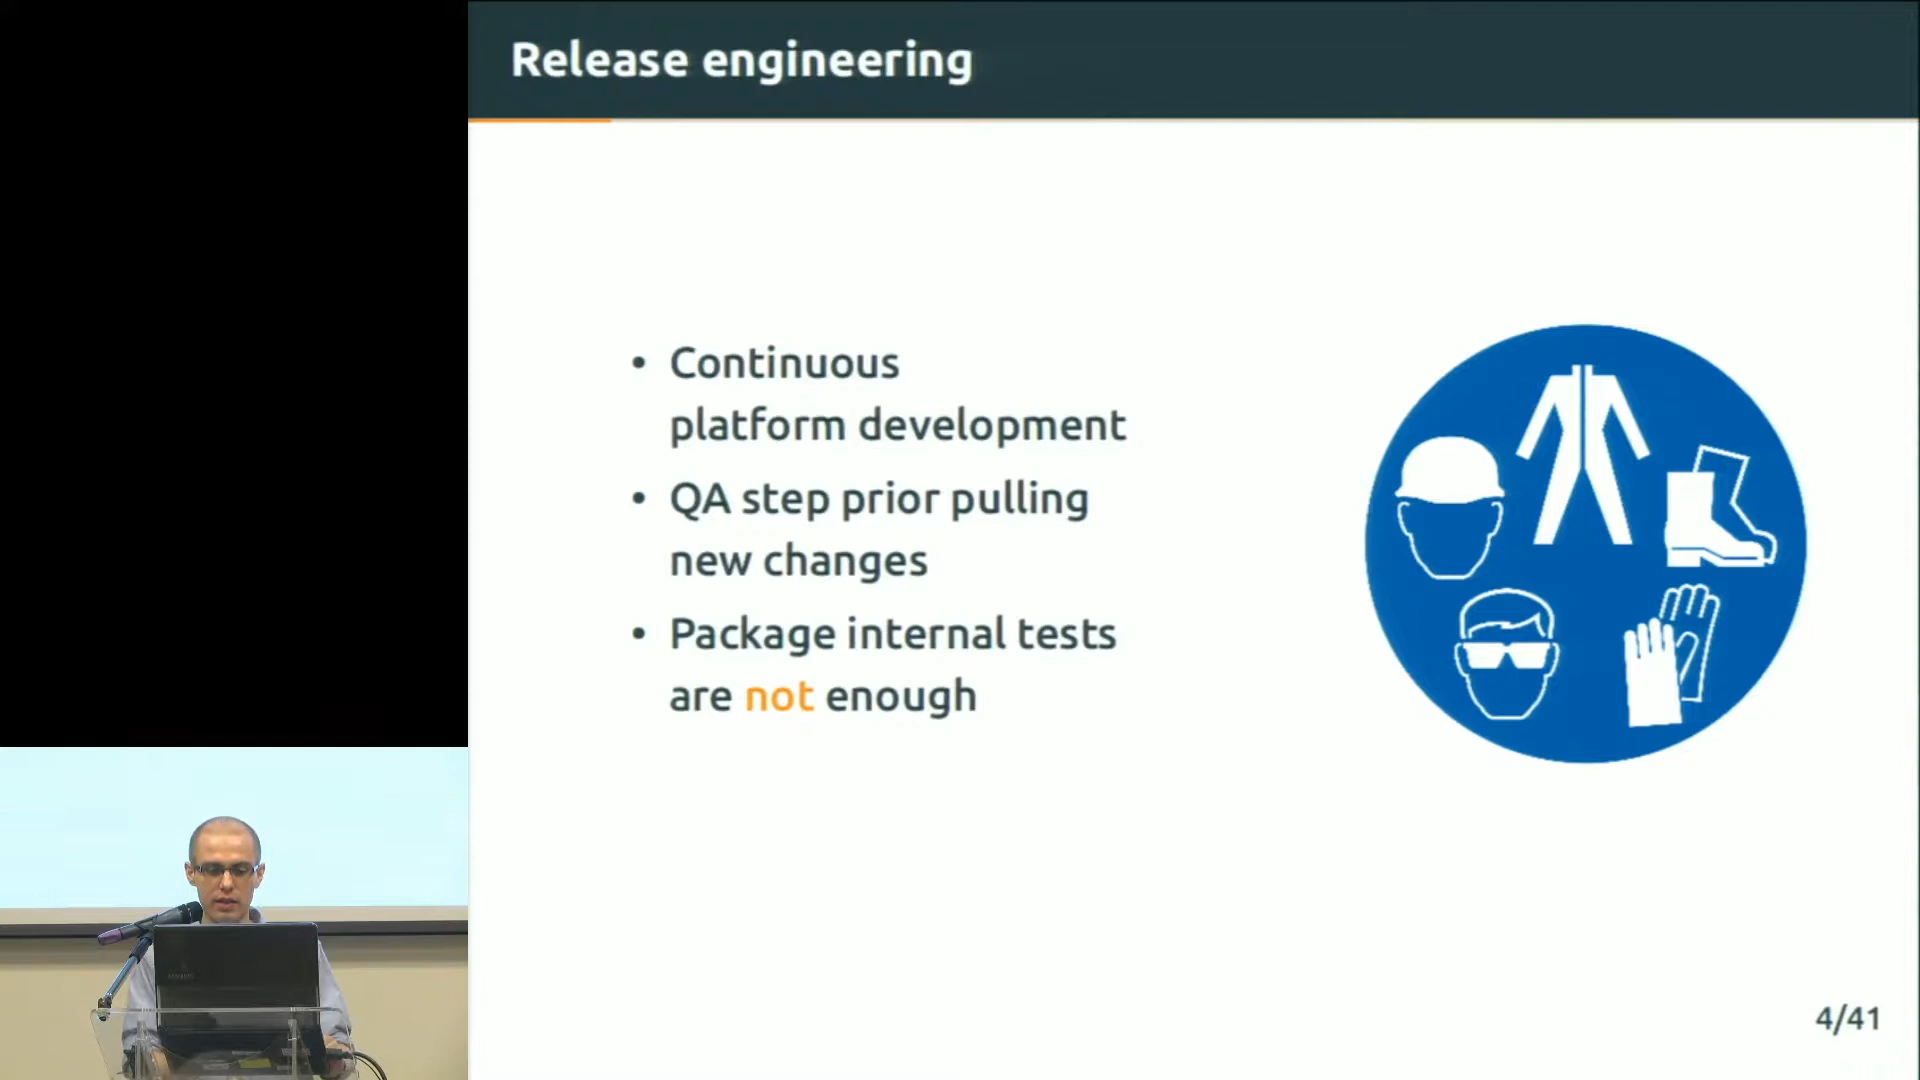 Release engineering
• Continuous
platform development
• QA step prior pulling
new changes
• Package internal tests
are not enough
4/41